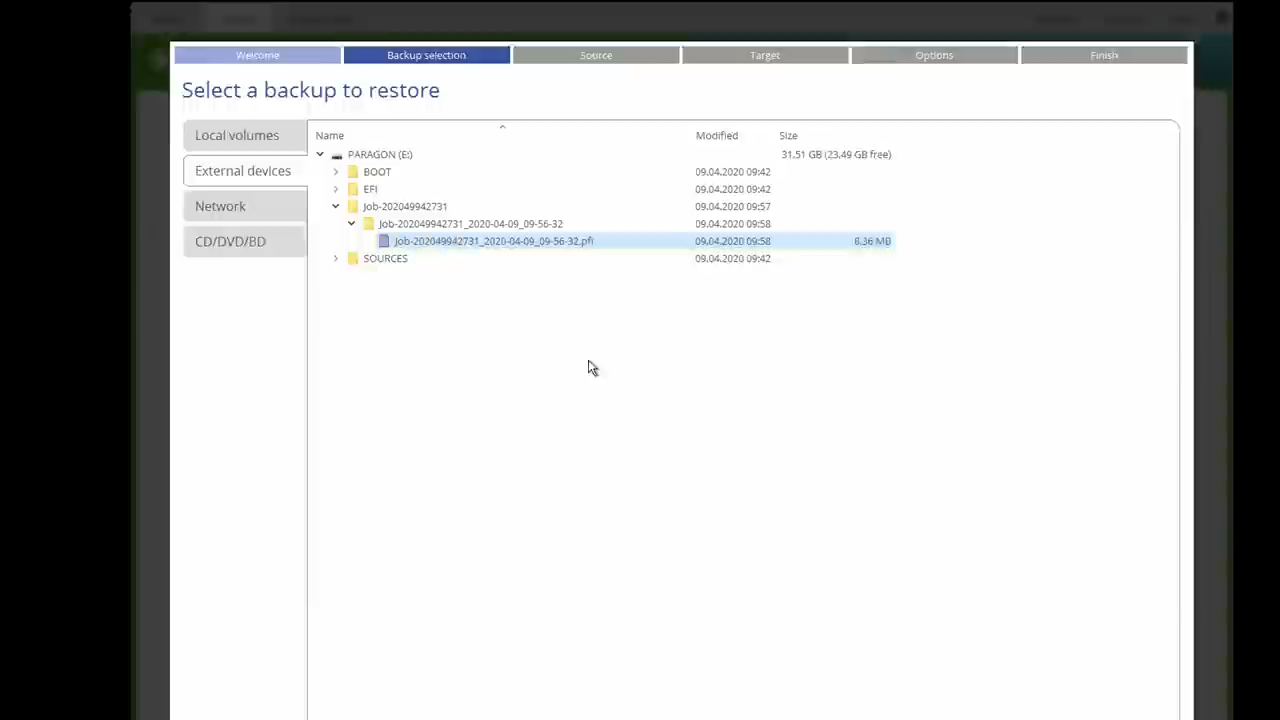 Welcome Backup selection Source Target Options Finish
Select a backup to restore
Local volumes
External devices
Network
CD/DVD/BD
Name Modified Size
PARAGON (E:) 31,51 GB (23,49 GB free)
BOOT 09.04.2020 09:42
EFI 09.04.2020 09:42
Job-202049942731 09.04.2020 09:57
Job-202049942731_2020-04-09_09-56-32 09.04.2020 09:58
Job-202049942731_2020-04-09_09-56-32.pfi 09.04.2020 09:58 8,36 MB
SOURCES 09.04.2020 09:42